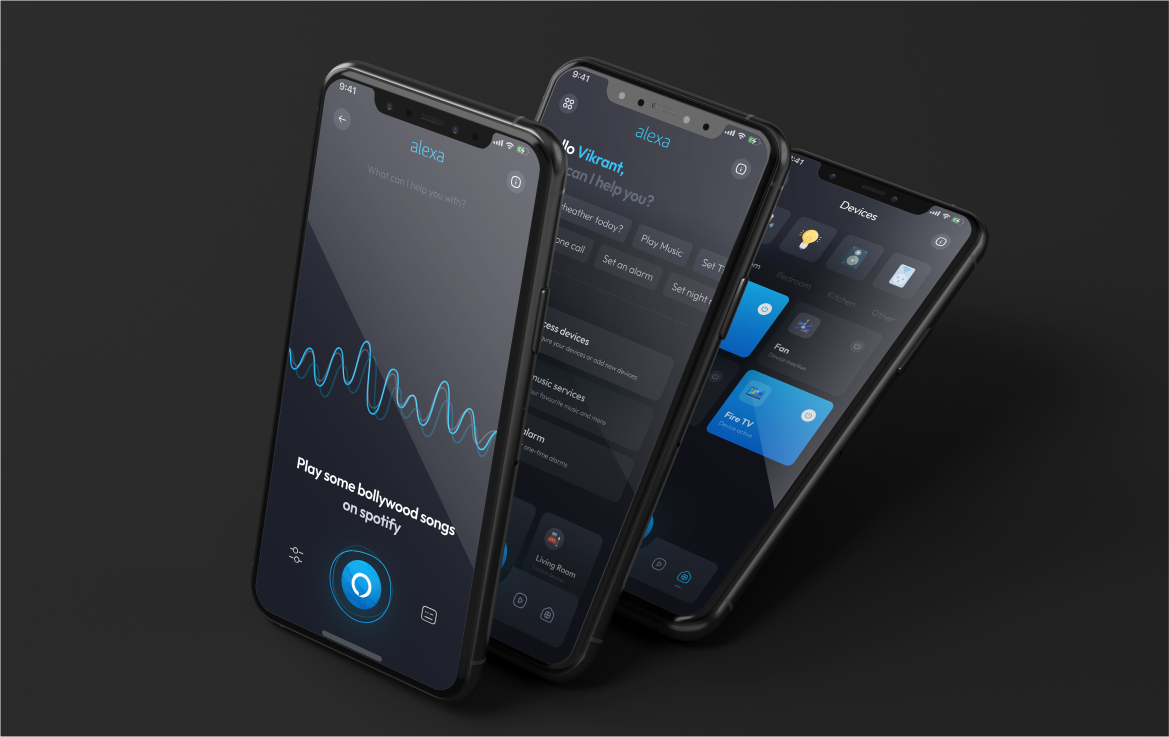 9:41
alexa
What can I help you with?
Play some bollywood songs
on spotify
9:41
alexa
llo Vikrant,
can I help you?
heather today?
Play Music
Set T
one call
Set an alarm
Set night
cess devices
gure your devices or add new devices
music services
our favourite music and more
alarm
one-time alarms
Living Room
9:41
Devices
om
Bedroom
Kitchen
Other
Fan
Device Inactive
Fire TV
Device active